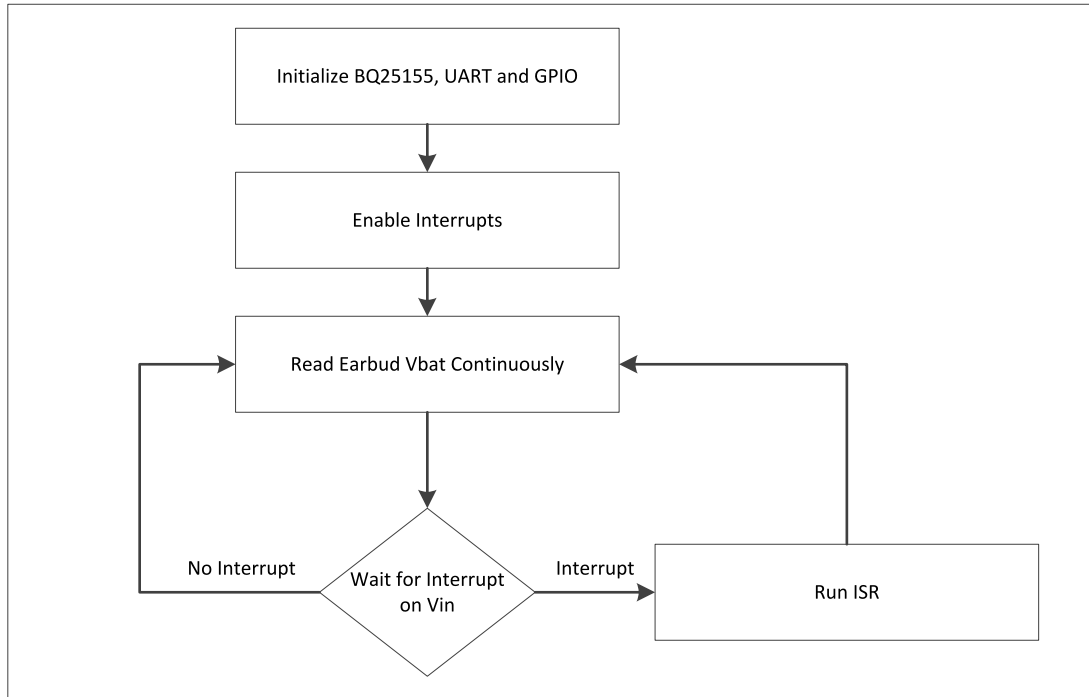 Initialize BQ25155, UART and GPIO
Enable Interrupts
Read Earbud Vbat Continuously
No Interrupt
Wait for Interrupt
on Vin
Interrupt
Run ISR